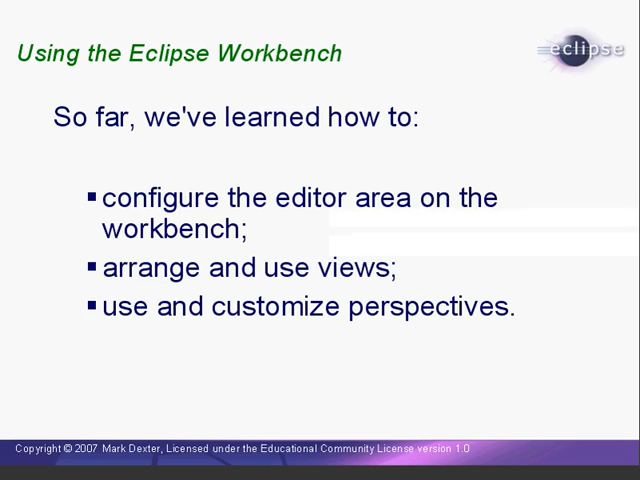 Using the Eclipse Workbench
eclipse
So far, we've learned how to:
▪ configure the editor area on the
workbench;
▪ arrange and use views;
▪ use and customize perspectives.
Copyright © 2007 Mark Dexter, Licensed under the Educational Community License version 1.0